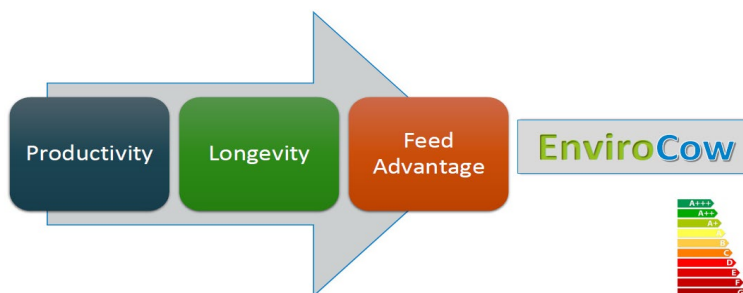 Productivity
Longevity
Feed
Advantage
EnviroCow
A+++
A++
A+
B
C
D
E
F
G